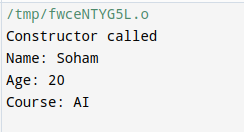 /tmp/fwceNTYG5L.o
Constructor called
Name: Soham
Age: 20
Course: AI